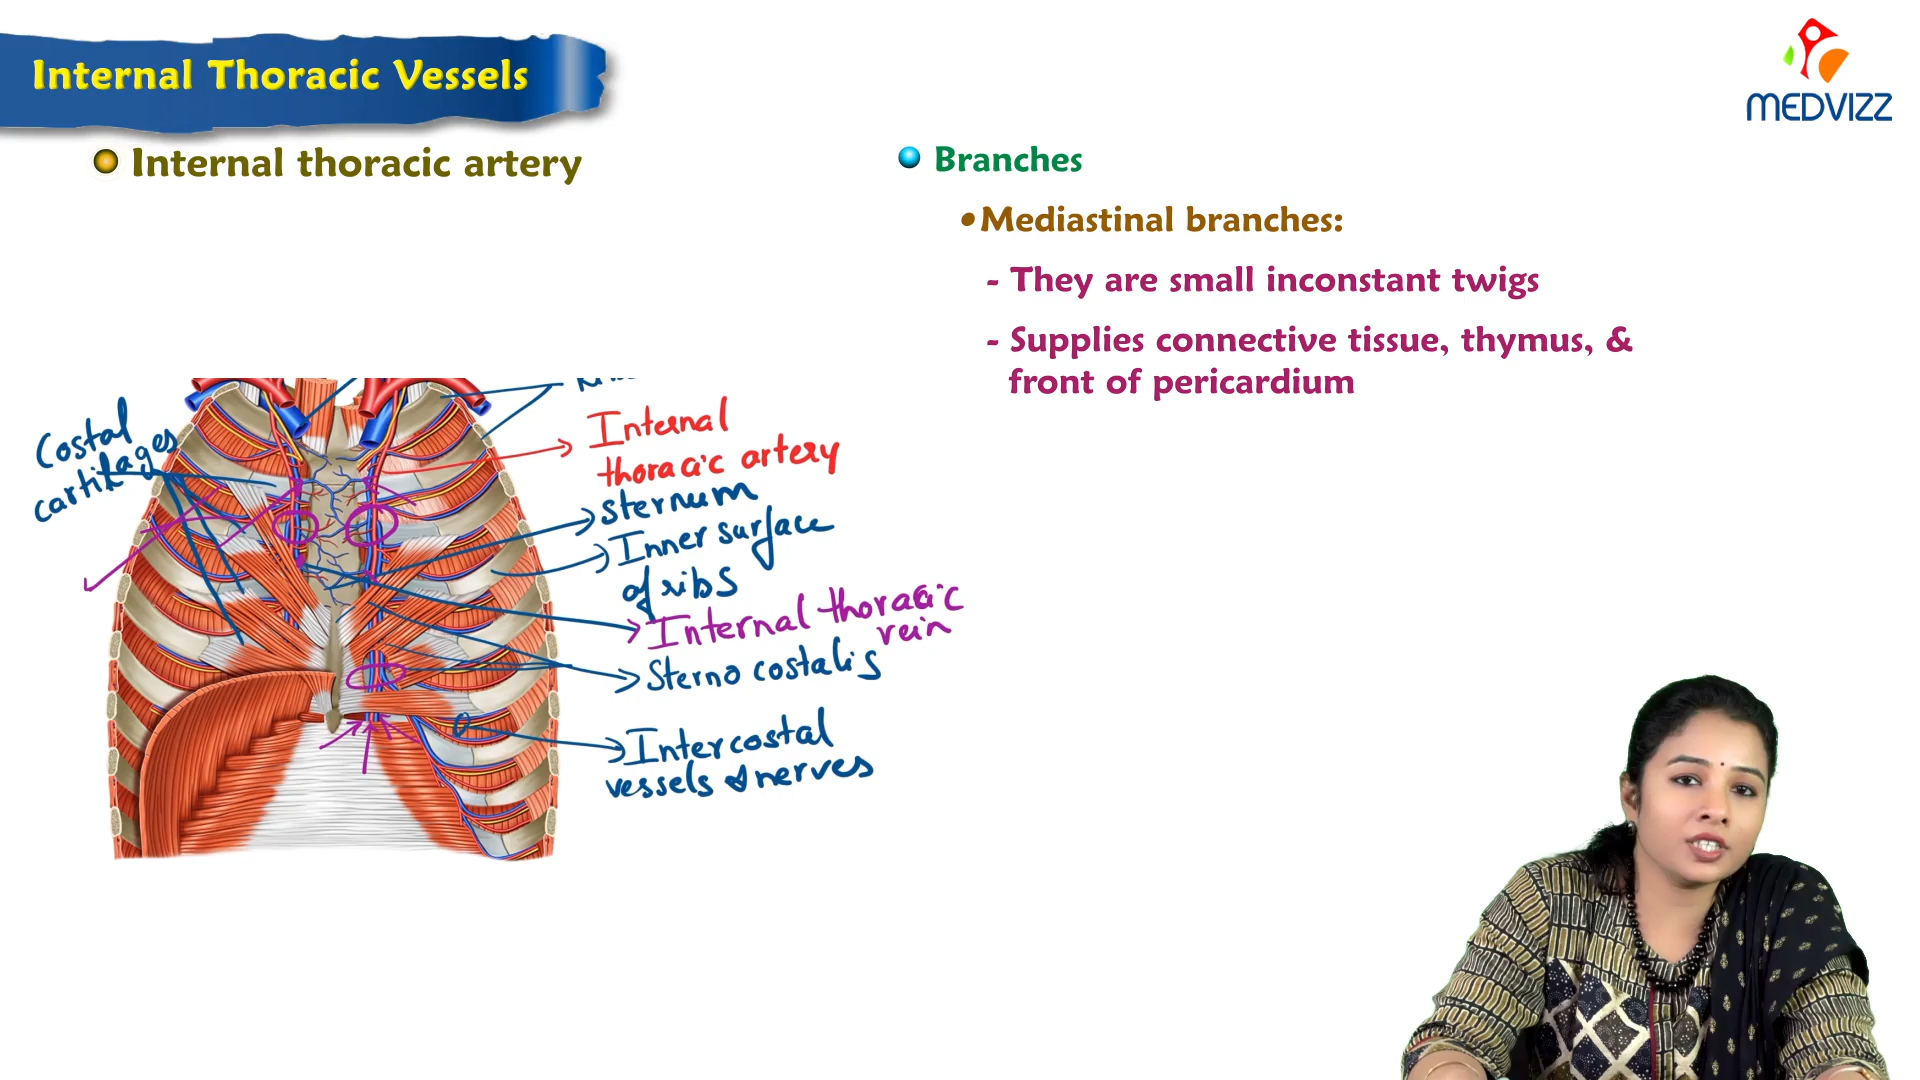 Internal Thoracic Vessels
MEDVIZZ
Internal thoracic artery
Branches
•Mediastinal branches:
- They are small inconstant twigs
- Supplies connective tissue, thymus, &
front of pericardium
Costal
cartilages
Internal
thoracic artery
sternum
Inner surface
of ribs
Internal thoracic
vein
Sterno costalis
Intercostal
vessels & nerves